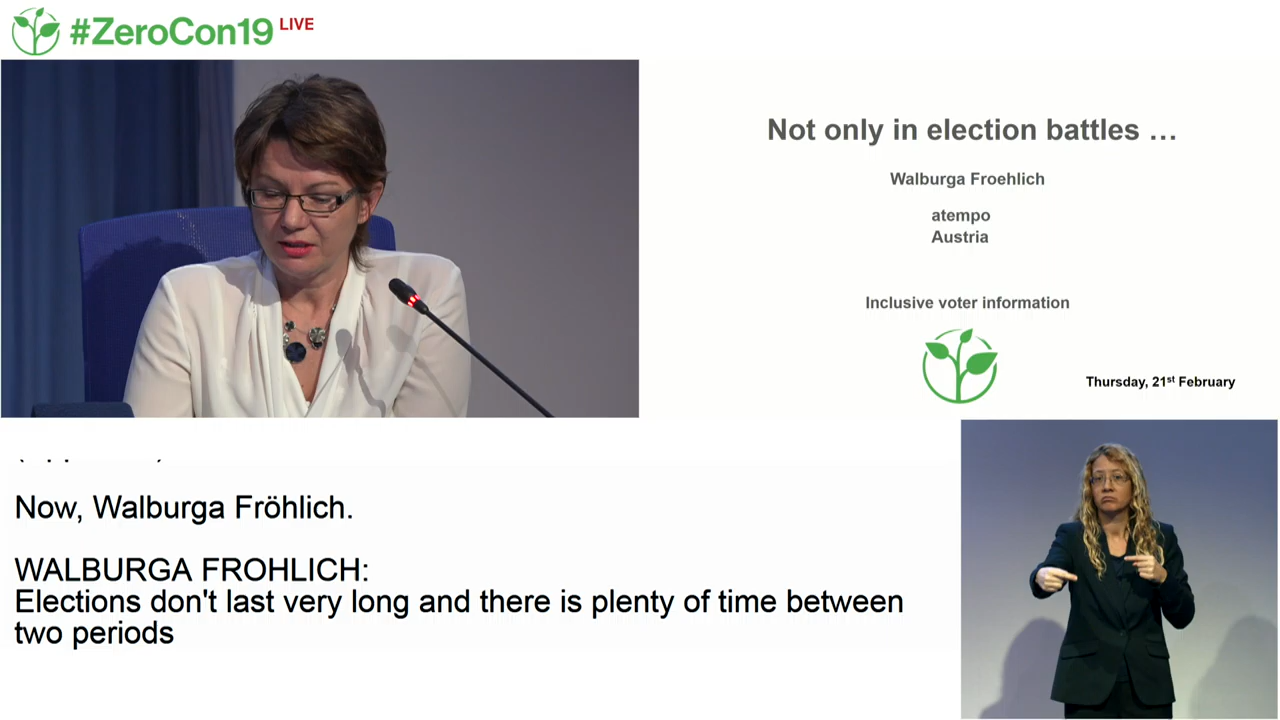 #ZeroCon19 LIVE
Not only in election battles …
Walburga Froehlich
atempo
Austria
Inclusive voter information
Thursday, 21st February
Now, Walburga Fröhlich.
WALBURGA FROHLICH:
Elections don't last very long and there is plenty of time between
two periods